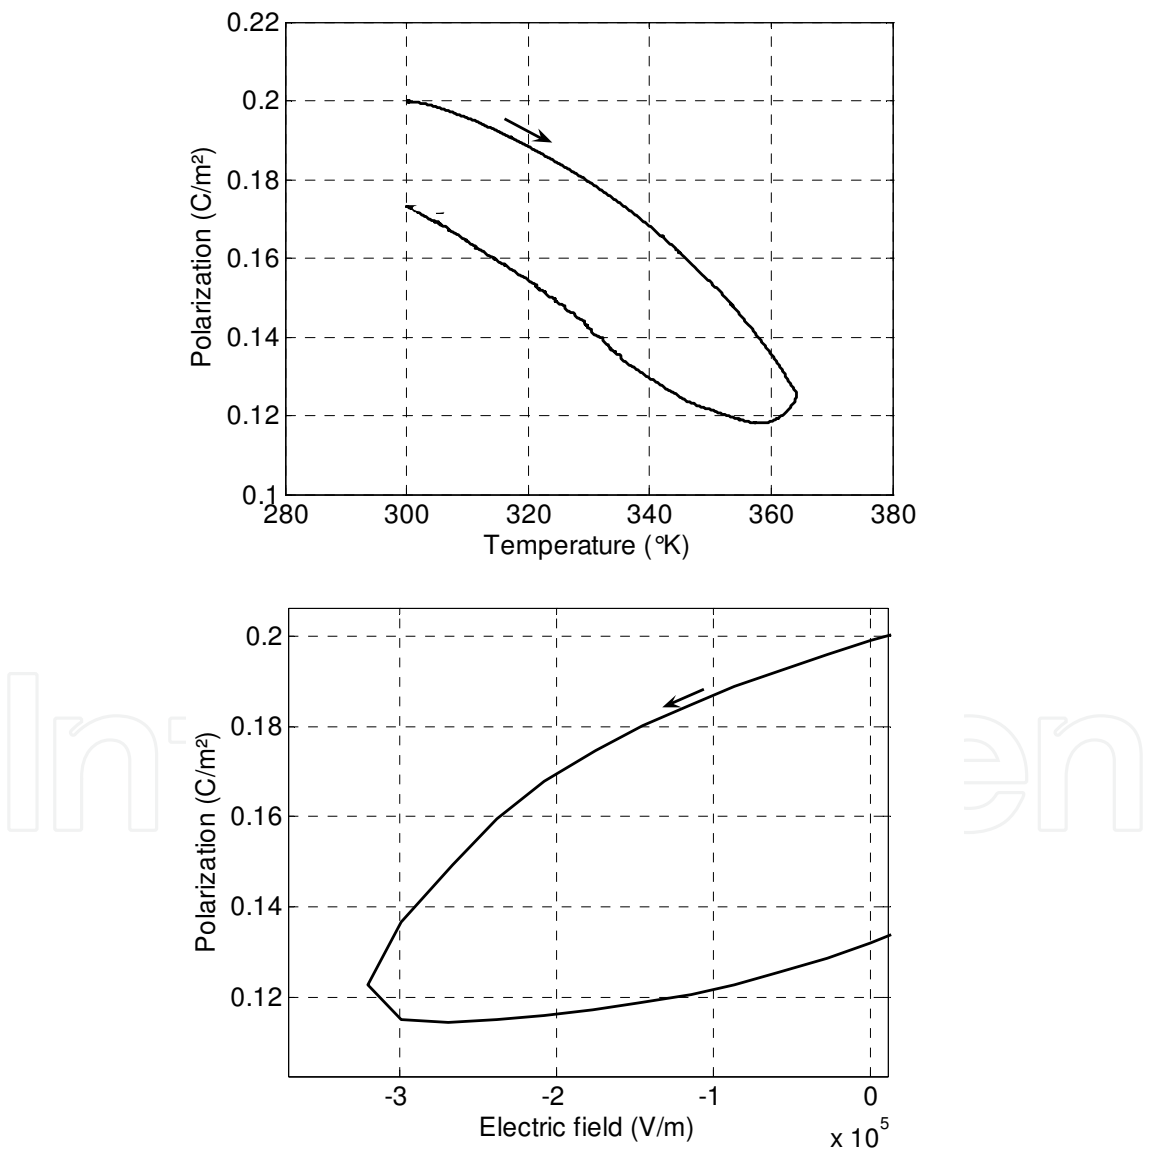 0.22
0.2
0.18
0.16
0.14
0.12
0.1
Polarization (C/m²)
280 300 320 340 360 380
Temperature (°K)
0.2
0.18
0.16
0.14
0.12
Polarization (C/m²)
-3 -2 -1 0
Electric field (V/m)
x 10⁵
In
en